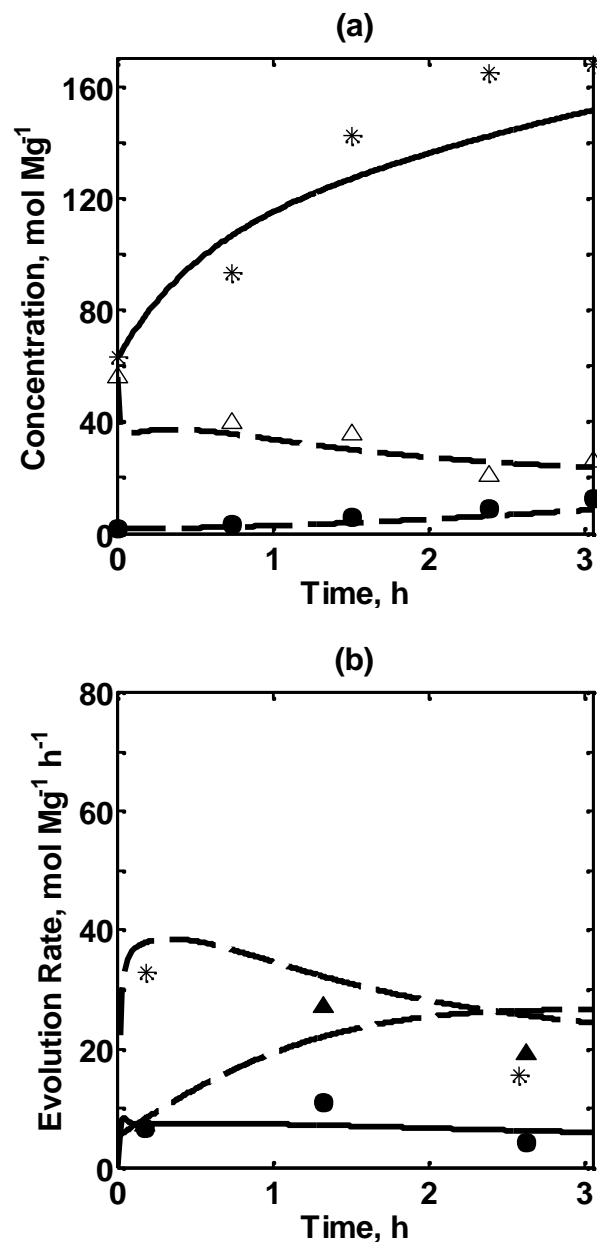 (a)
Concentration, mol Mg-1
160
120
80
40
0
0 1 2 3
Time, h
(b)
Evolution Rate, mol Mg-1 h-1
80
60
40
20
0
0 1 2 3
Time, h